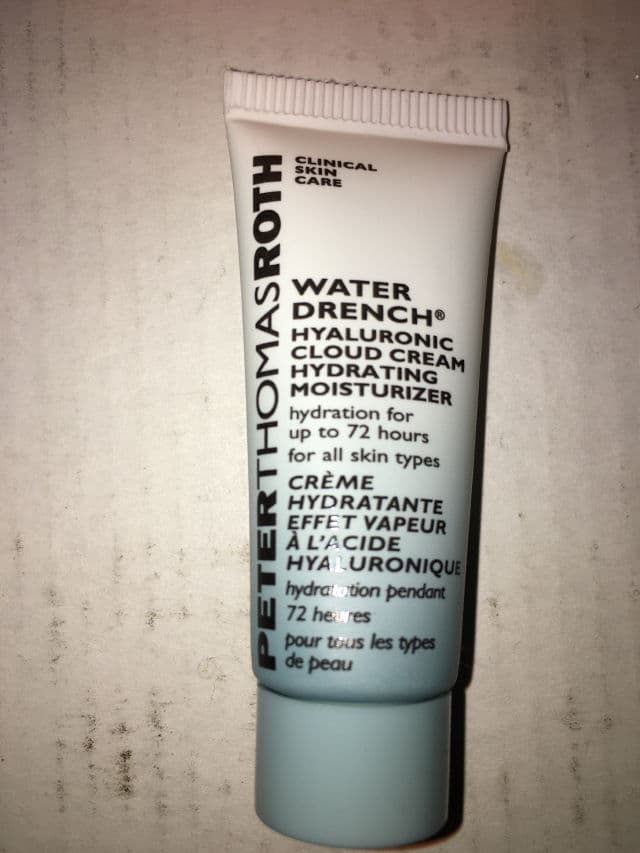 PETERTHOMASROTH
CLINICAL
SKIN
CARE
WATER
DRENCH®
HYALURONIC
CLOUD CREAM
HYDRATING
MOISTURIZER
hydration for
up to 72 hours
for all skin types
CRÈME
HYDRATANTE
EFFET VAPEUR
À L'ACIDE
HYALURONIQUE
hydratation pendant
72 heures
pour tous les types
de peau